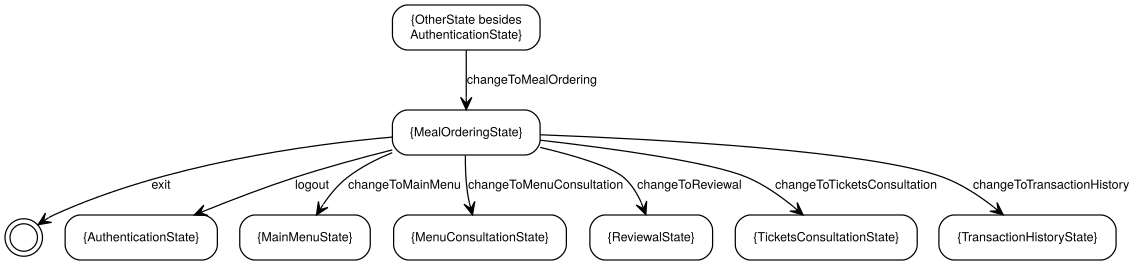 {OtherState besides
AuthenticationState}
changeToMealOrdering
{MealOrderingState}
exit
logout
changeToMainMenu
changeToMenuConsultation
changeToReviewal
changeToTicketsConsultation
changeToTransactionHistory
{AuthenticationState}
{MainMenuState}
{MenuConsultationState}
{ReviewalState}
{TicketsConsultationState}
{TransactionHistoryState}